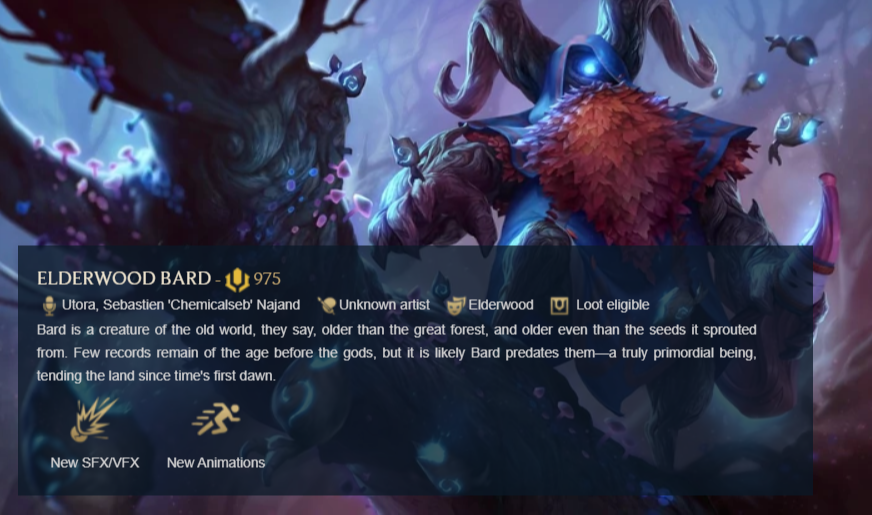 ELDERWOOD BARD - 975
Utora, Sebastien 'Chemicalseb' Najand Unknown artist Elderwood Loot eligible
Bard is a creature of the old world, they say, older than the great forest, and older even than the seeds it sprouted
from. Few records remain of the age before the gods, but it is likely Bard predates them—a truly primordial being,
tending the land since time's first dawn.
New SFX/VFX New Animations